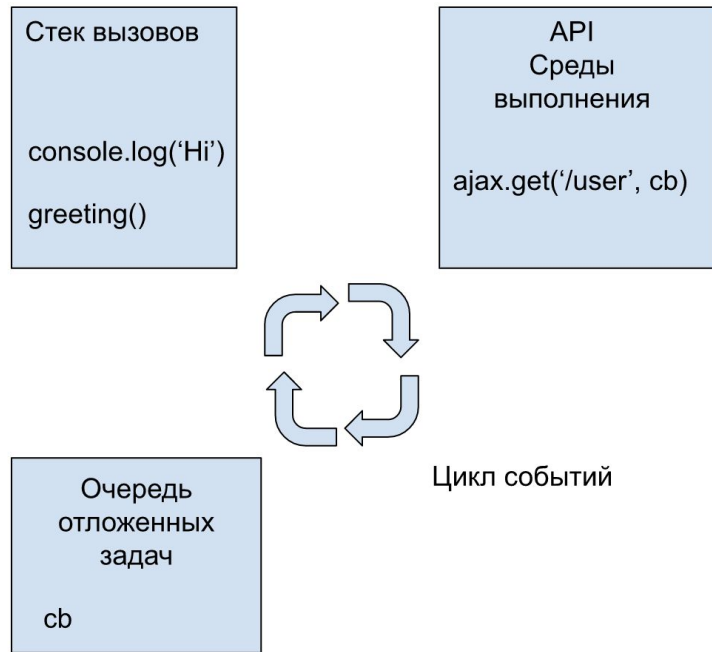 Стек вызовов
console.log(‘Hi’)
greeting()
API
Среды
выполнения
ajax.get(‘/user’, cb)
Цикл событий
Очередь
отложенных
задач
cb